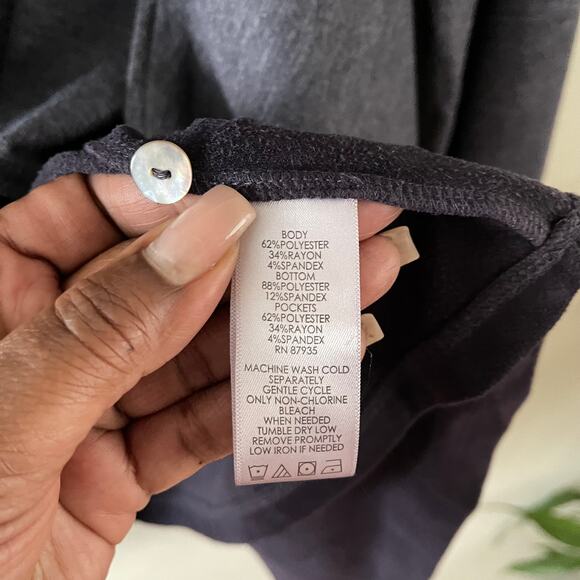 BODY
62%POLYESTER
34%RAYON
4%SPANDEX
BOTTOM
88%POLYESTER
12%SPANDEX
POCKETS
62%POLYESTER
34%RAYON
4%SPANDEX
RN 87935
MACHINE WASH COLD
SEPARATELY
GENTLE CYCLE
ONLY NON-CHLORINE
BLEACH
WHEN NEEDED
TUMBLE DRY LOW
REMOVE PROMPTLY
LOW IRON IF NEEDED